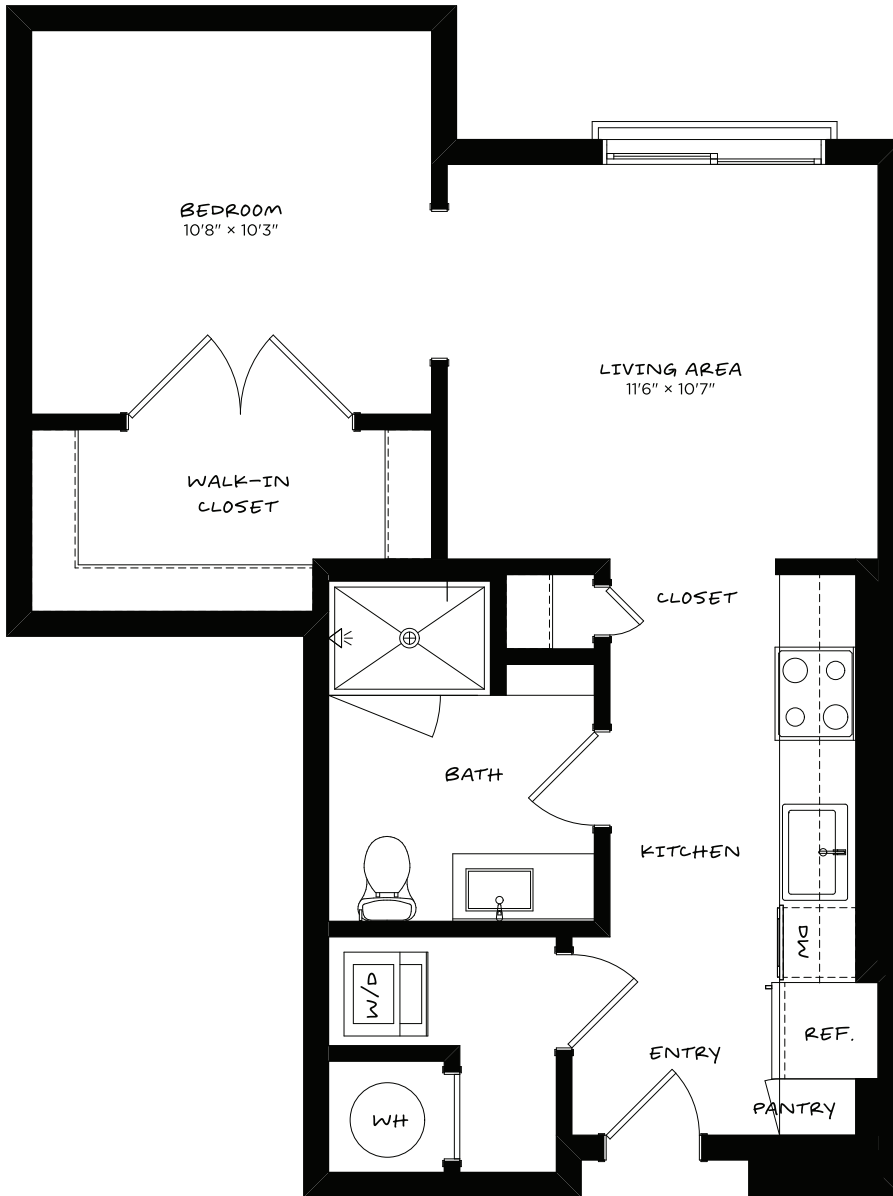 BEDROOM
10'8" × 10'3"
LIVING AREA
11'6" × 10'7"
WALK-IN
CLOSET
CLOSET
BATH
KITCHEN
DW
W/D
REF.
ENTRY
PANTRY
WH